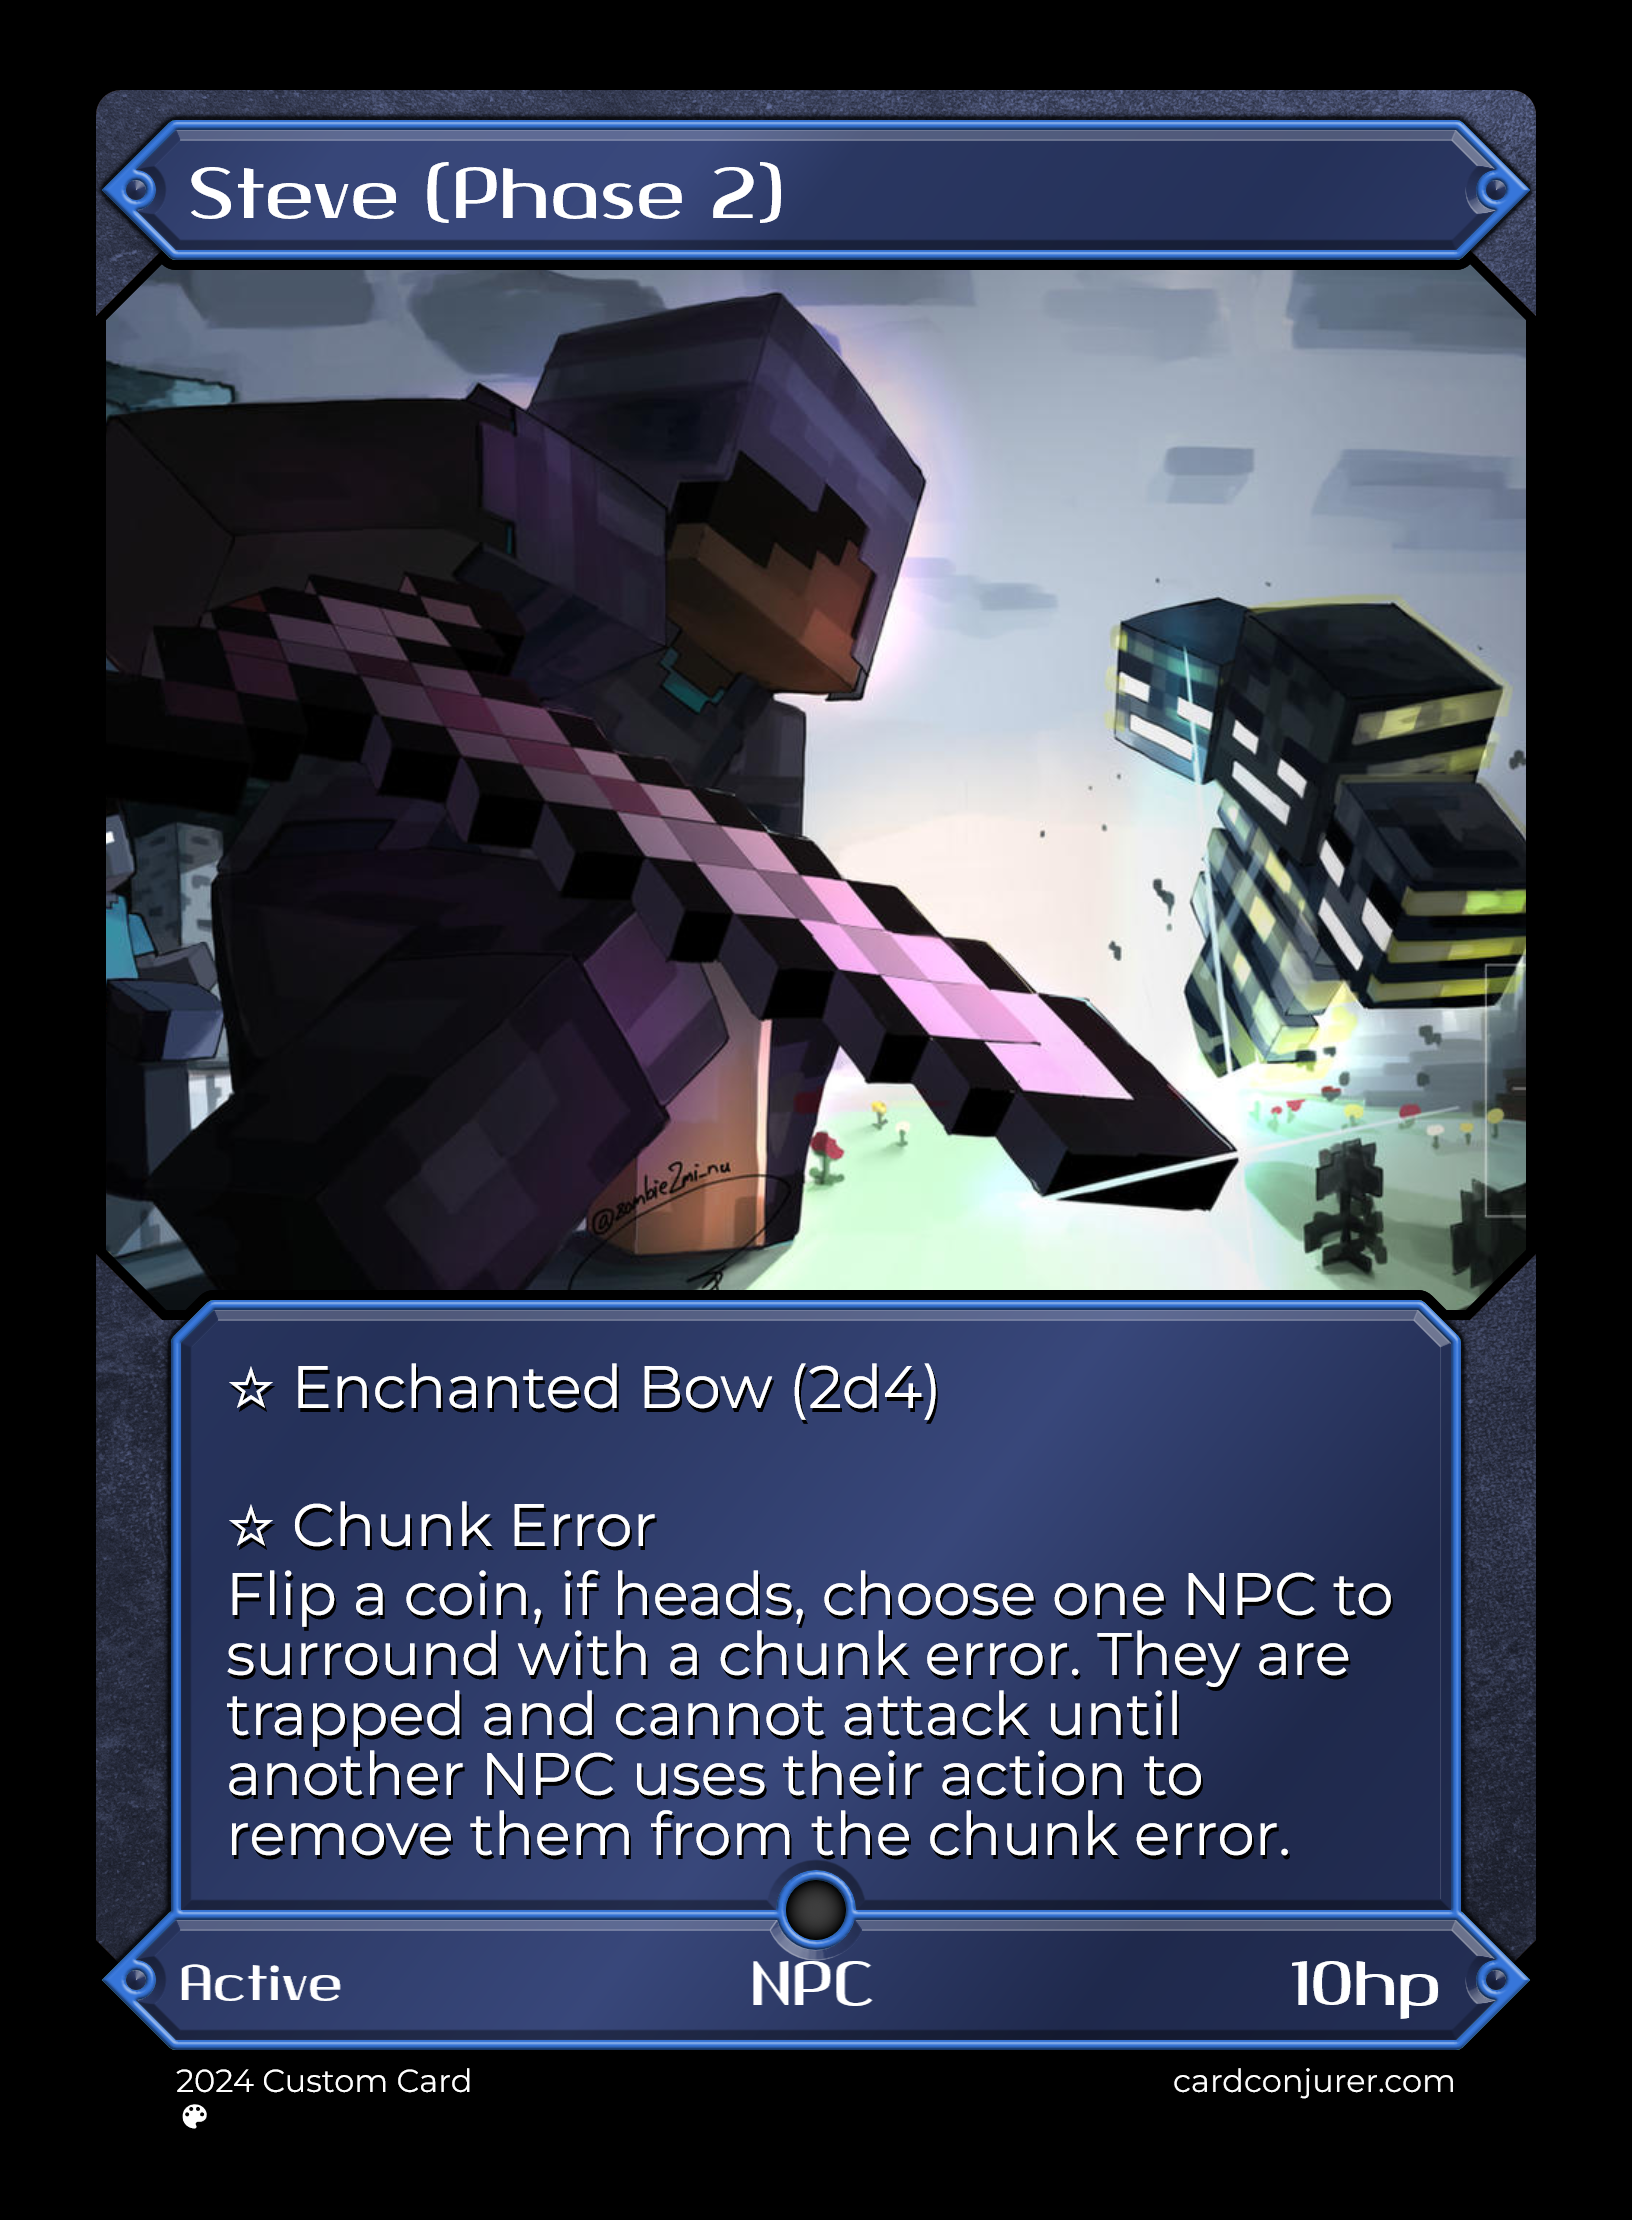 Steve (Phase 2)
@zombie2mi_nu
☆ Enchanted Bow (2d4)
☆ Chunk Error
Flip a coin, if heads, choose one NPC to
surround with a chunk error. They are
trapped and cannot attack until
another NPC uses their action to
remove them from the chunk error.
Active
NPC
10hp
2024 Custom Card
cardconjurer.com